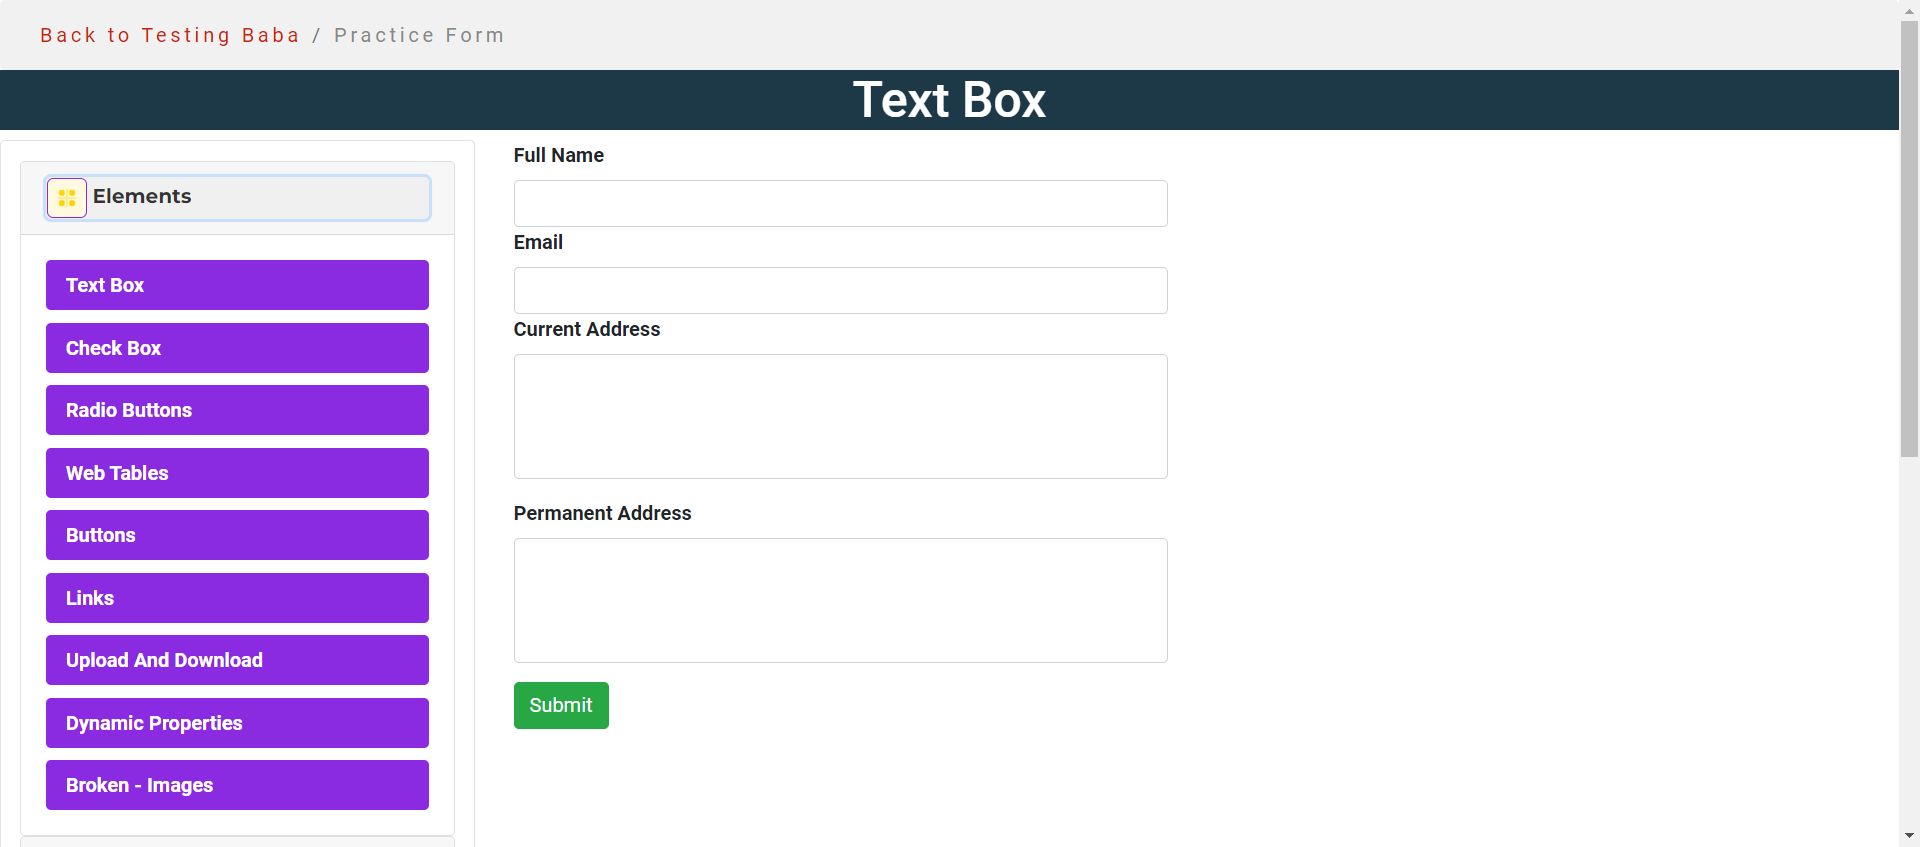 Back to Testing Baba / Practice Form
Text Box
Elements
Text Box
Check Box
Radio Buttons
Web Tables
Buttons
Links
Upload And Download
Dynamic Properties
Broken - Images
Full Name
Email
Current Address
Permanent Address
Submit